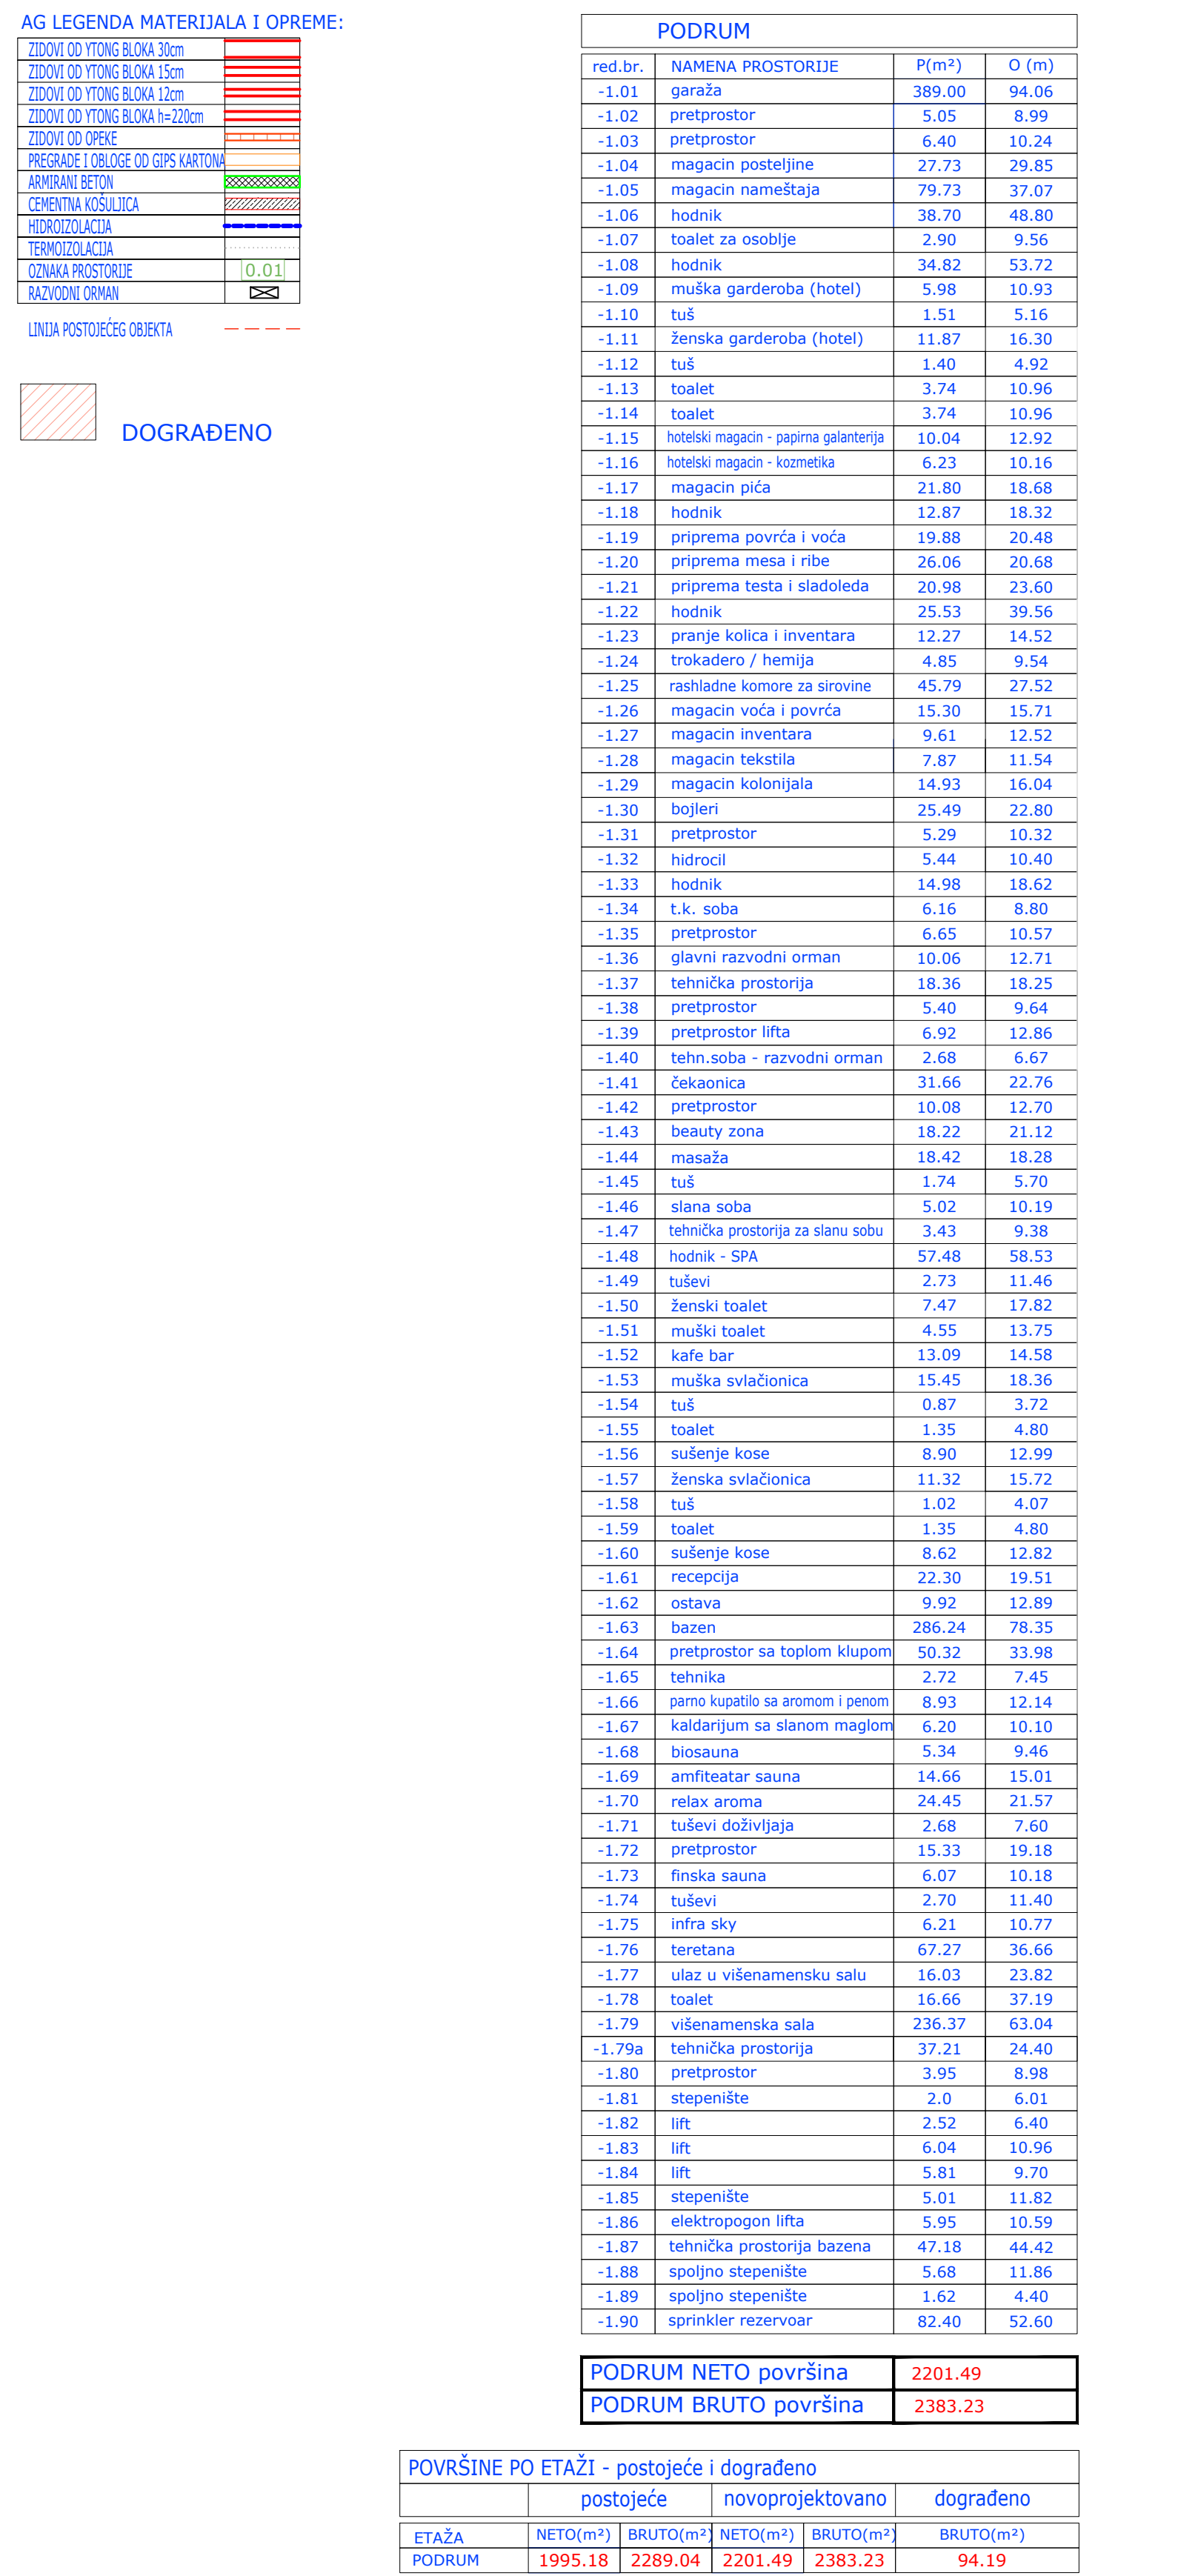 AG LEGENDA MATERIJALA I OPREME:
ZIDOVI OD YTONG BLOKA 30cm
ZIDOVI OD YTONG BLOKA 15cm
ZIDOVI OD YTONG BLOKA 12cm
ZIDOVI OD YTONG BLOKA h=220cm
ZIDOVI OD OPEKE
PREGRADE I OBLOGE OD GIPS KARTONA
ARMIRANI BETON
CEMENTNA KOŠULJICA
HIDROIZOLACIJA
TERMOIZOLACIJA
OZNAKA PROSTORIJE 0.01
RAZVODNI ORMAN
LINIJA POSTOJEĆEG OBJEKTA
DOGRAĐENO
PODRUM
red.br. NAMENA PROSTORIJE P(m²) O (m)
-1.01 garaža 389.00 94.06
-1.02 pretprostor 5.05 8.99
-1.03 pretprostor 6.40 10.24
-1.04 magacin posteljine 27.73 29.85
-1.05 magacin nameštaja 79.73 37.07
-1.06 hodnik 38.70 48.80
-1.07 toalet za osoblje 2.90 9.56
-1.08 hodnik 34.82 53.72
-1.09 muška garderoba (hotel) 5.98 10.93
-1.10 tuš 1.51 5.16
-1.11 ženska garderoba (hotel) 11.87 16.30
-1.12 tuš 1.40 4.92
-1.13 toalet 3.74 10.96
-1.14 toalet 3.74 10.96
-1.15 hotelski magacin - papirna galanterija 10.04 12.92
-1.16 hotelski magacin - kozmetika 6.23 10.16
-1.17 magacin pića 21.80 18.68
-1.18 hodnik 12.87 18.32
-1.19 priprema povrća i voća 19.88 20.48
-1.20 priprema mesa i ribe 26.06 20.68
-1.21 priprema testa i sladoleda 20.98 23.60
-1.22 hodnik 25.53 39.56
-1.23 pranje kolica i inventara 12.27 14.52
-1.24 trokadero / hemija 4.85 9.54
-1.25 rashladne komore za sirovine 45.79 27.52
-1.26 magacin voća i povrća 15.30 15.71
-1.27 magacin inventara 9.61 12.52
-1.28 magacin tekstila 7.87 11.54
-1.29 magacin kolonijala 14.93 16.04
-1.30 bojleri 25.49 22.80
-1.31 pretprostor 5.29 10.32
-1.32 hidrocil 5.44 10.40
-1.33 hodnik 14.98 18.62
-1.34 t.k. soba 6.16 8.80
-1.35 pretprostor 6.65 10.57
-1.36 glavni razvodni orman 10.06 12.71
-1.37 tehnička prostorija 18.36 18.25
-1.38 pretprostor 5.40 9.64
-1.39 pretprostor lifta 6.92 12.86
-1.40 tehn.soba - razvodni orman 2.68 6.67
-1.41 čekaonica 31.66 22.76
-1.42 pretprostor 10.08 12.70
-1.43 beauty zona 18.22 21.12
-1.44 masaža 18.42 18.28
-1.45 tuš 1.74 5.70
-1.46 slana soba 5.02 10.19
-1.47 tehnička prostorija za slanu sobu 3.43 9.38
-1.48 hodnik - SPA 57.48 58.53
-1.49 tuševi 2.73 11.46
-1.50 ženski toalet 7.47 17.82
-1.51 muški toalet 4.55 13.75
-1.52 kafe bar 13.09 14.58
-1.53 muška svlačionica 15.45 18.36
-1.54 tuš 0.87 3.72
-1.55 toalet 1.35 4.80
-1.56 sušenje kose 8.90 12.99
-1.57 ženska svlačionica 11.32 15.72
-1.58 tuš 1.02 4.07
-1.59 toalet 1.35 4.80
-1.60 sušenje kose 8.62 12.82
-1.61 recepcija 22.30 19.51
-1.62 ostava 9.92 12.89
-1.63 bazen 286.24 78.35
-1.64 pretprostor sa toplom klupom 50.32 33.98
-1.65 tehnika 2.72 7.45
-1.66 parno kupatilo sa aromom i penom 8.93 12.14
-1.67 kaldarijum sa slanom maglom 6.20 10.10
-1.68 biosauna 5.34 9.46
-1.69 amfiteatar sauna 14.66 15.01
-1.70 relax aroma 24.45 21.57
-1.71 tuševi doživljaja 2.68 7.60
-1.72 pretprostor 15.33 19.18
-1.73 finska sauna 6.07 10.18
-1.74 tuševi 2.70 11.40
-1.75 infra sky 6.21 10.77
-1.76 teretana 67.27 36.66
-1.77 ulaz u višenamensku salu 16.03 23.82
-1.78 toalet 16.66 37.19
-1.79 višenamenska sala 236.37 63.04
-1.79a tehnička prostorija 37.21 24.40
-1.80 pretprostor 3.95 8.98
-1.81 stepenište 2.0 6.01
-1.82 lift 2.52 6.40
-1.83 lift 6.04 10.96
-1.84 lift 5.81 9.70
-1.85 stepenište 5.01 11.82
-1.86 elektropogon lifta 5.95 10.59
-1.87 tehnička prostorija bazena 47.18 44.42
-1.88 spoljno stepenište 5.68 11.86
-1.89 spoljno stepenište 1.62 4.40
-1.90 sprinkler rezervoar 82.40 52.60
PODRUM NETO površina 2201.49
PODRUM BRUTO površina 2383.23
POVRŠINE PO ETAŽI - postojeće i dograđeno
postojeće novoprojektovano dograđeno
ETAŽA NETO(m²) BRUTO(m²) NETO(m²) BRUTO(m²) BRUTO(m²)
PODRUM 1995.18 2289.04 2201.49 2383.23 94.19